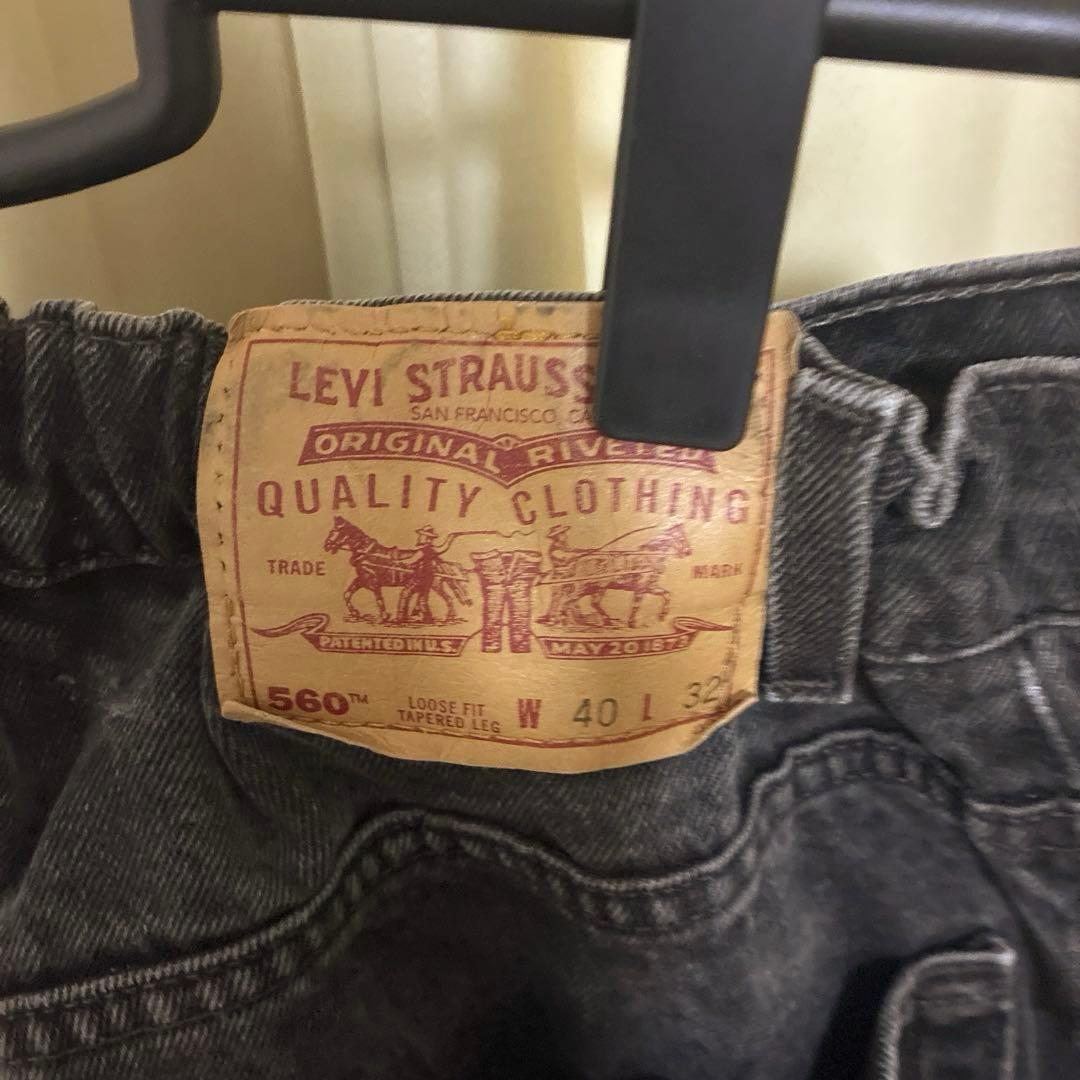 LEVI STRAUSS
SAN FRANCISCO, CA
ORIGINAL RIVETED
QUALITY CLOTHING
TRADE MARK
PATENTED IN U.S. MAY 20 1873
560™ LOOSE FIT TAPERED LEG W 40 L 32